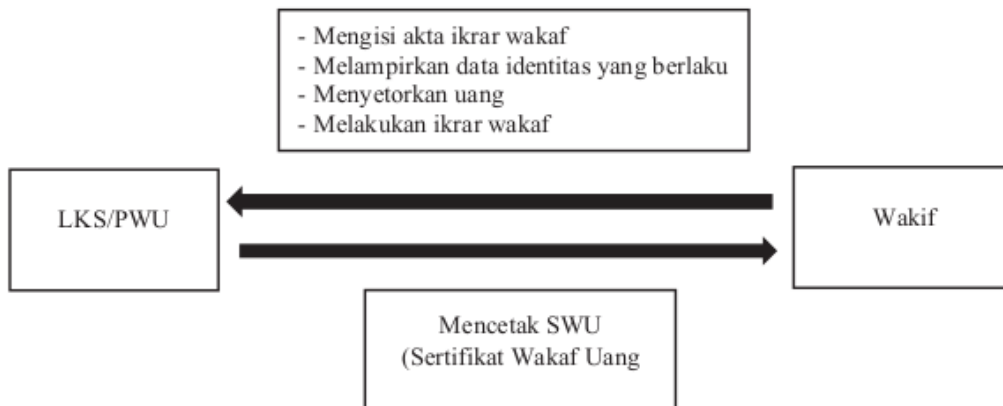 - Mengisi akta ikrar wakaf
- Melampirkan data identitas yang berlaku
- Menyetorkan uang
- Melakukan ikrar wakaf
LKS/PWU
Wakif
Mencetak SWU
(Sertifikat Wakaf Uang